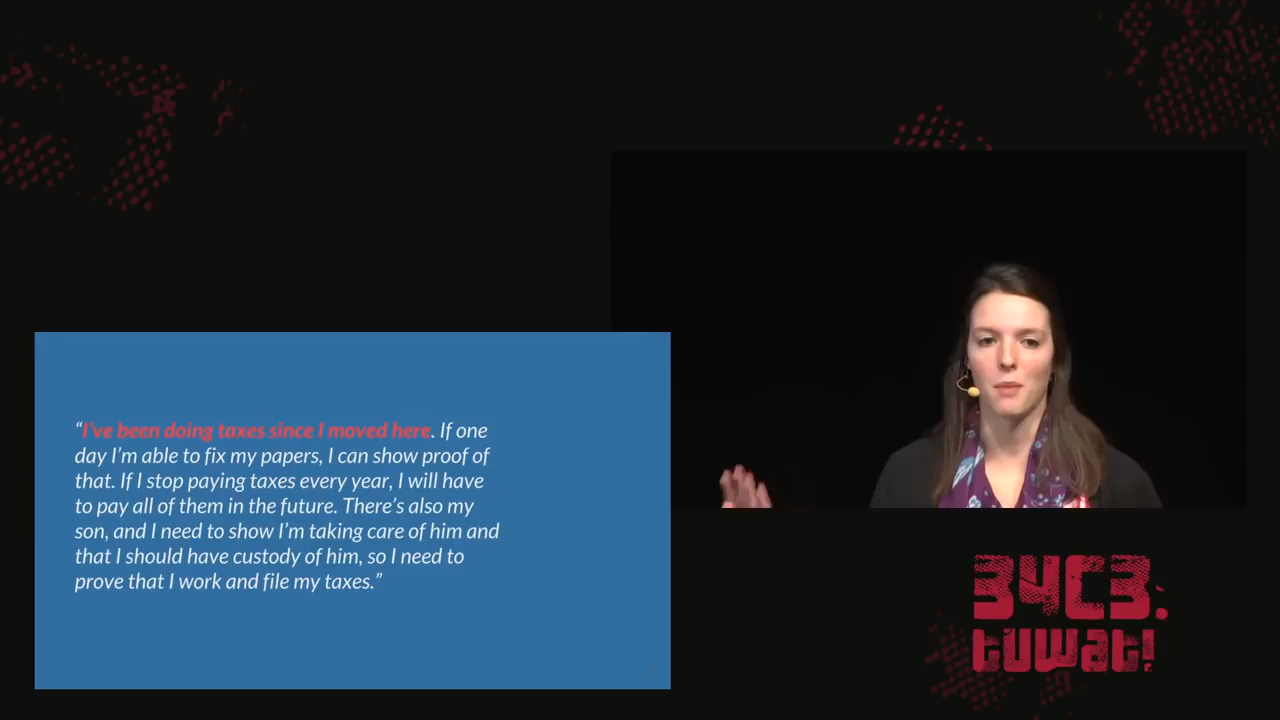 “I’ve been doing taxes since I moved here. If one
day I’m able to fix my papers, I can show proof of
that. If I stop paying taxes every year, I will have
to pay all of them in the future. There’s also my
son, and I need to show I’m taking care of him and
that I should have custody of him, so I need to
prove that I work and file my taxes.”
34C3.
tuwat!